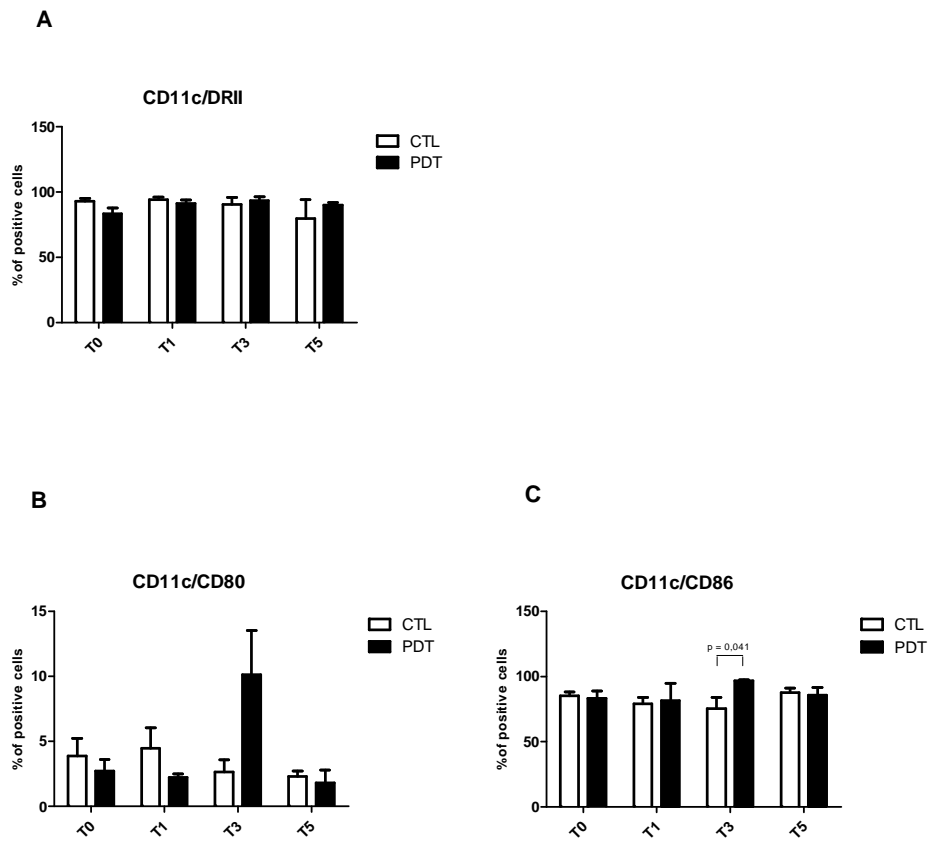 A
CD11c/DRII
150
100
50
0
% of positive cells
T0
T1
T3
T5
CTL
PDT
B
CD11c/CD80
15
10
5
0
% of positive cells
T0
T1
T3
T5
CTL
PDT
C
CD11c/CD86
150
100
50
0
% of positive cells
p = 0,041
T0
T1
T3
T5
CTL
PDT